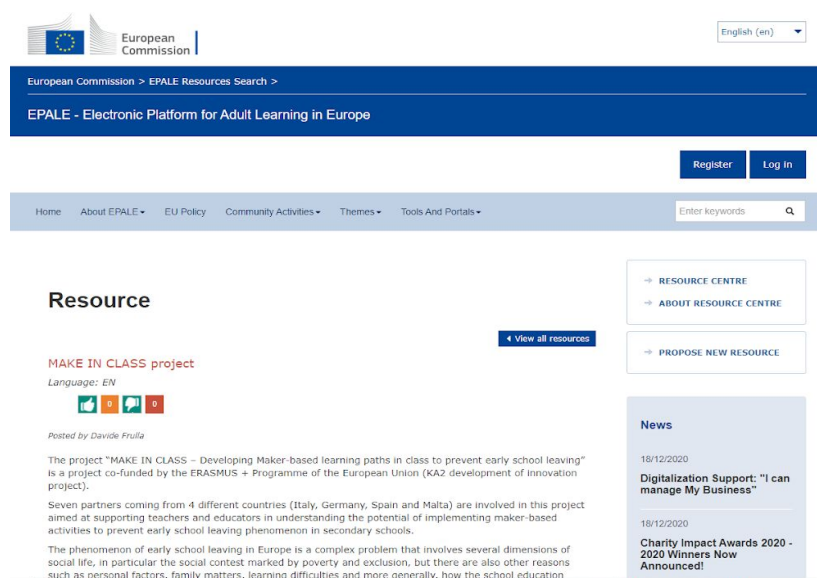 European
Commission
English (en)
European Commission > EPALE Resources Search >
EPALE - Electronic Platform for Adult Learning in Europe
Register
Log in
Home
About EPALE
EU Policy
Community Activities
Themes
Tools And Portals
Enter keywords
Resource
View all resources
MAKE IN CLASS project
Language: EN
0
0
Posted by Davide Frulla
The project "MAKE IN CLASS – Developing Maker-based learning paths in class to prevent early school leaving"
is a project co-funded by the ERASMUS + Programme of the European Union (KA2 development of innovation
project).
Seven partners coming from 4 different countries (Italy, Germany, Spain and Malta) are involved in this project
aimed at supporting teachers and educators in understanding the potential of implementing maker-based
activities to prevent early school leaving phenomenon in secondary schools.
The phenomenon of early school leaving in Europe is a complex problem that involves several dimensions of
social life, in particular the social contest marked by poverty and exclusion, but there are also other reasons
such as personal factors, family matters, learning difficulties and more generally, how the school education
RESOURCE CENTRE
ABOUT RESOURCE CENTRE
PROPOSE NEW RESOURCE
News
18/12/2020
Digitalization Support: "I can
manage My Business"
18/12/2020
Charity Impact Awards 2020 -
2020 Winners Now
Announced!